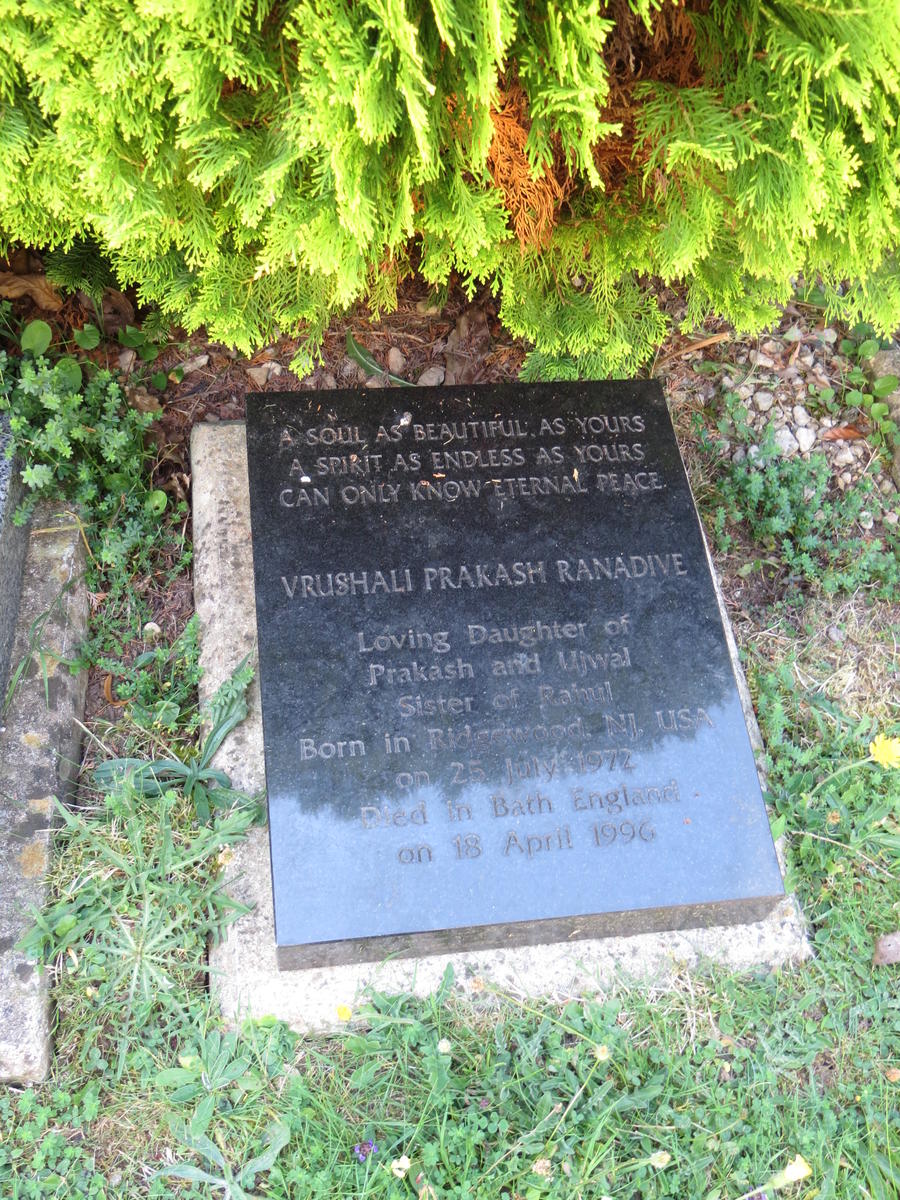 A SOUL AS BEAUTIFUL AS YOURS
A SPIRIT AS ENDLESS AS YOURS
CAN ONLY KNOW ETERNAL PEACE.
VRUSHALI PRAKASH RANADIVE
Loving Daughter of
Prakash and Ujwal
Sister of Rahul
Born in Ridgewood, NJ, USA
on 25 July 1972
Died in Bath England
on 18 April 1996